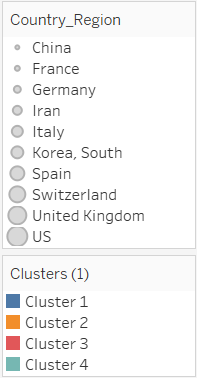 Country_Region
China
France
Germany
Iran
Italy
Korea, South
Spain
Switzerland
United Kingdom
US
Clusters (1)
Cluster 1
Cluster 2
Cluster 3
Cluster 4